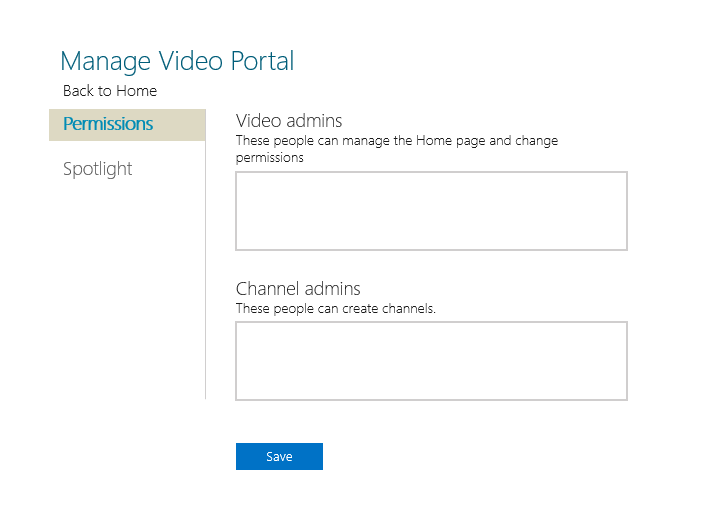 Manage Video Portal
Back to Home
Permissions
Spotlight
Video admins
These people can manage the Home page and change
permissions
Channel admins
These people can create channels.
Save